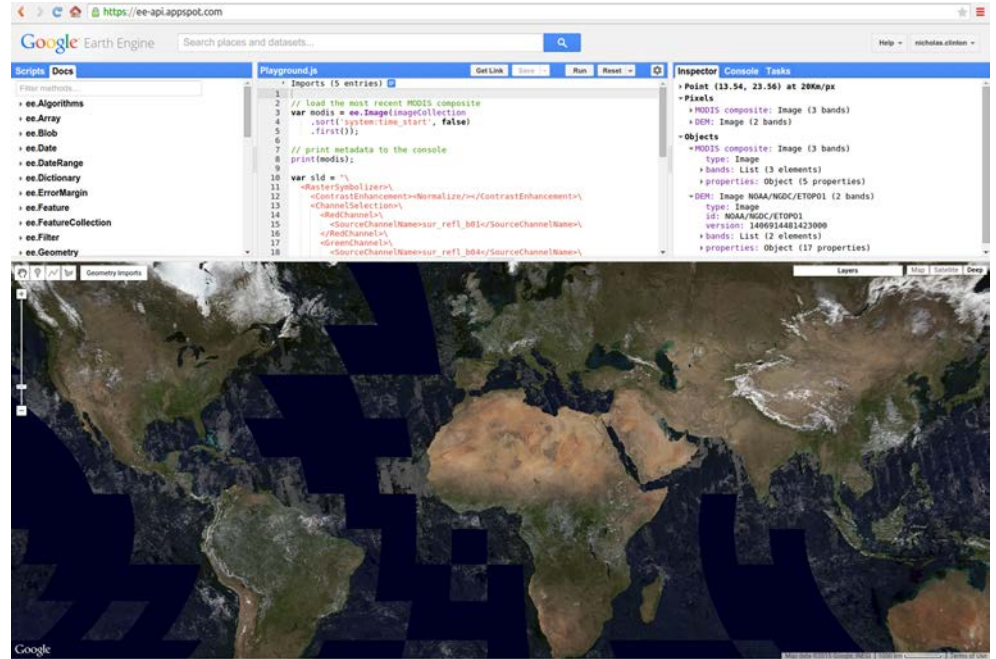 https://ee-api.appspot.com
Google Earth Engine
Search places and datasets...
Help
nicholas.clinton
Scripts Docs
Filter methods...
ee.Algorithms
ee.Array
ee.Blob
ee.Date
ee.DateRange
ee.Dictionary
ee.ErrorMargin
ee.Feature
ee.FeatureCollection
ee.Filter
ee.Geometry
Playground.js
Get Link Save Run Reset
Imports (5 entries)
1
2 // load the most recent MODIS composite
3 var modis = ee.Image(imageCollection
4 .sort('system:time_start', false)
5 .first());
6
7 // print metadata to the console
8 print(modis);
9
10 var sld = "\
11 <RasterSymbolizer>\
12 <ContrastEnhancement><Normalize/></ContrastEnhancement>\
13 <ChannelSelection>\
14 <RedChannel>\
15 <SourceChannelName>sur_refl_b01</SourceChannelName>\
16 </RedChannel>\
17 <GreenChannel>\
18 <SourceChannelName>sur_refl_b04</SourceChannelName>\
Inspector Console Tasks
Point (13.54, 23.56) at 20Km/px
Pixels
MODIS composite: Image (3 bands)
DEM: Image (2 bands)
Objects
MODIS composite: Image (3 bands)
type: Image
bands: List (3 elements)
properties: Object (5 properties)
DEM: Image NOAA/NGDC/ETOPO1 (2 bands)
type: Image
id: NOAA/NGDC/ETOPO1
version: 1406914481423000
bands: List (2 elements)
properties: Object (17 properties)
Geometry Imports
Layers
Map Satellite Deep
Google
Terms of Use